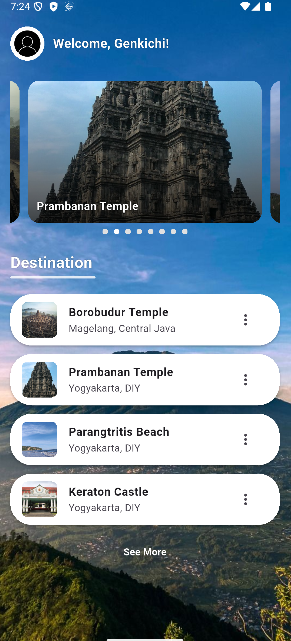 7:24
Welcome, Genkichi!
Prambanan Temple
Destination
Borobudur Temple
Magelang, Central Java
Prambanan Temple
Yogyakarta, DIY
Parangtritis Beach
Yogyakarta, DIY
Keraton Castle
Yogyakarta, DIY
See More